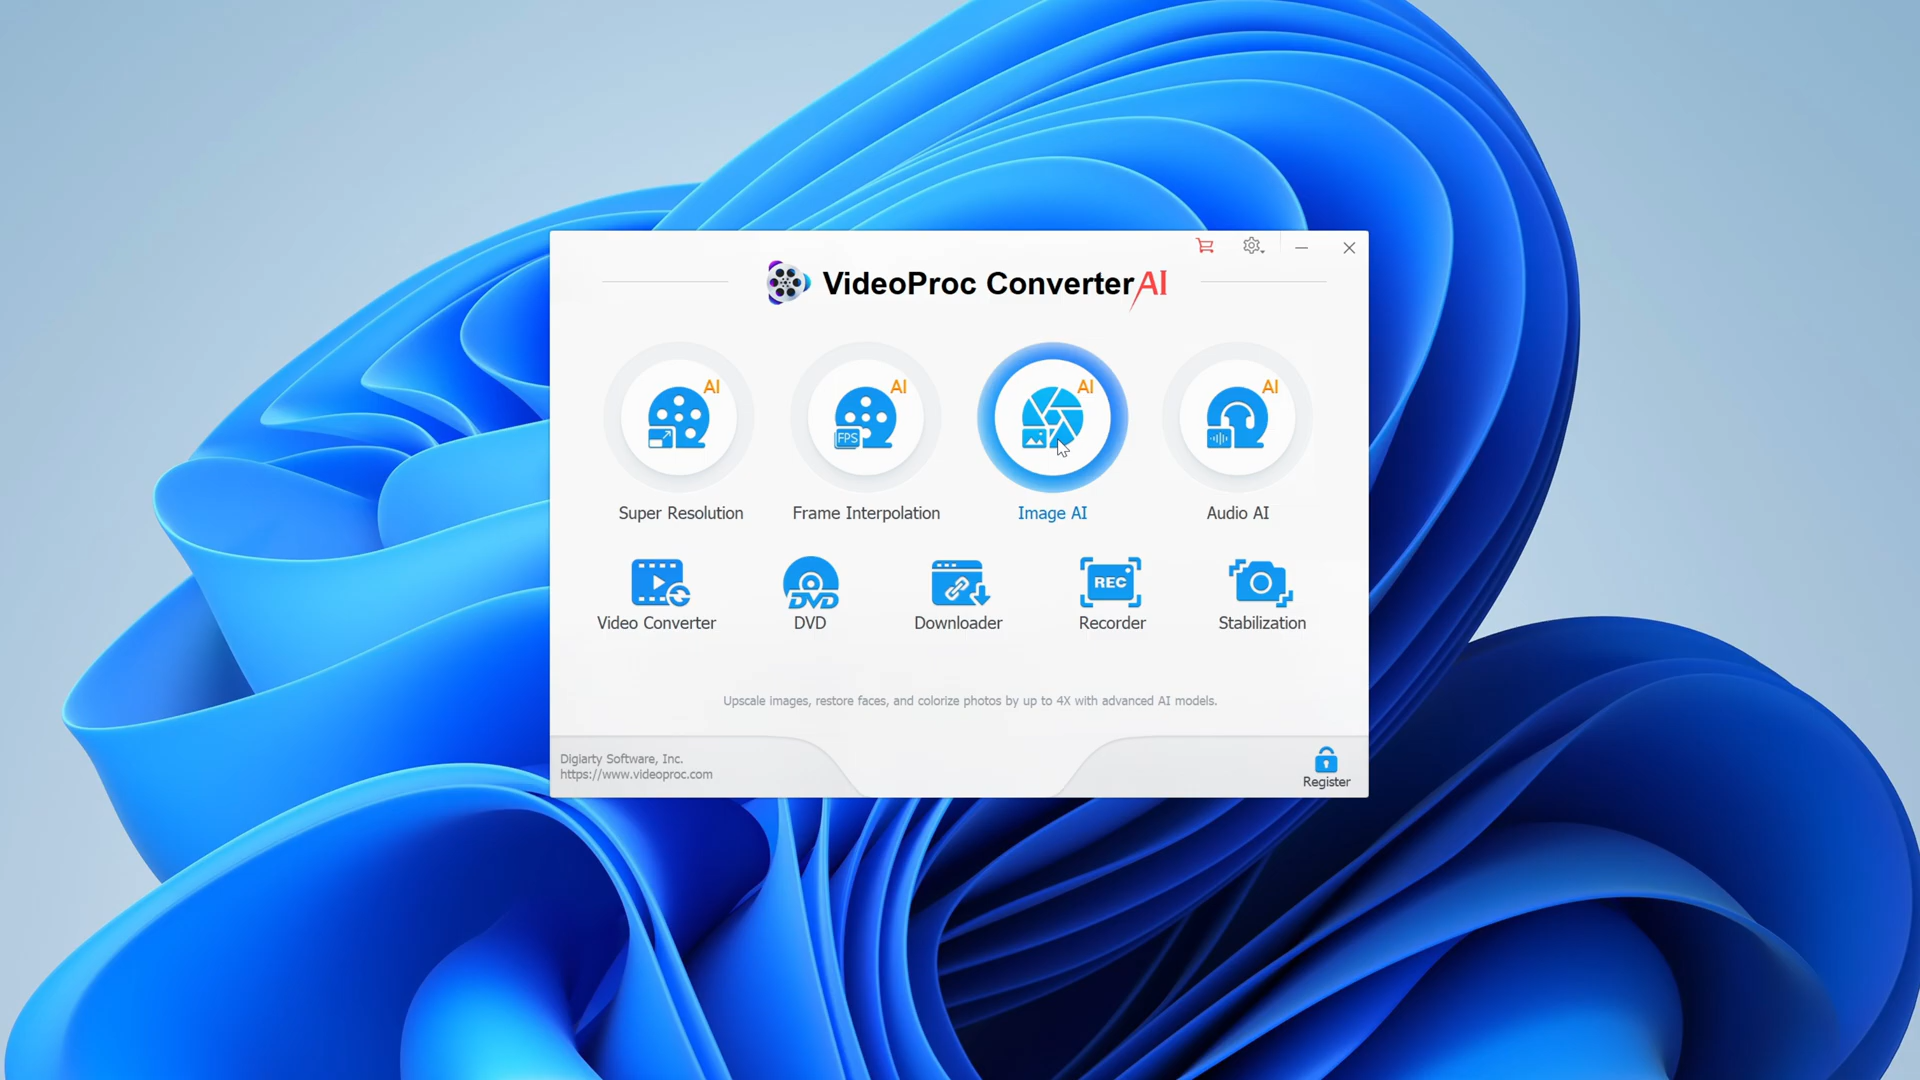 VideoProc Converter AI
AI
AI
AI
AI
FPS
Super Resolution
Frame Interpolation
Image AI
Audio AI
DVD
REC
Video Converter
DVD
Downloader
Recorder
Stabilization
Upscale images, restore faces, and colorize photos by up to 4X with advanced AI models.
Digiarty Software, Inc.
https://www.videoproc.com
Register